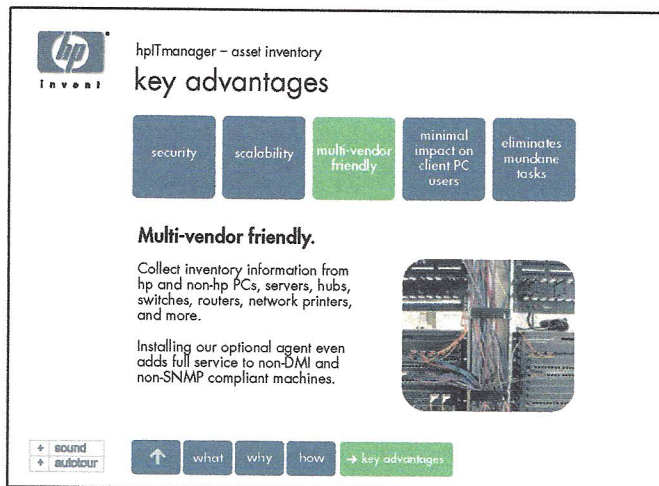 hp
invent
hpITmanager – asset inventory
key advantages
security
scalability
multi-vendor
friendly
minimal
impact on
client PC
users
eliminates
mundane
tasks
Multi-vendor friendly.
Collect inventory information from
hp and non-hp PCs, servers, hubs,
switches, routers, network printers,
and more.
Installing our optional agent even
adds full service to non-DMI and
non-SNMP compliant machines.
+ sound
+ autotour
↑
what
why
how
→ key advantages